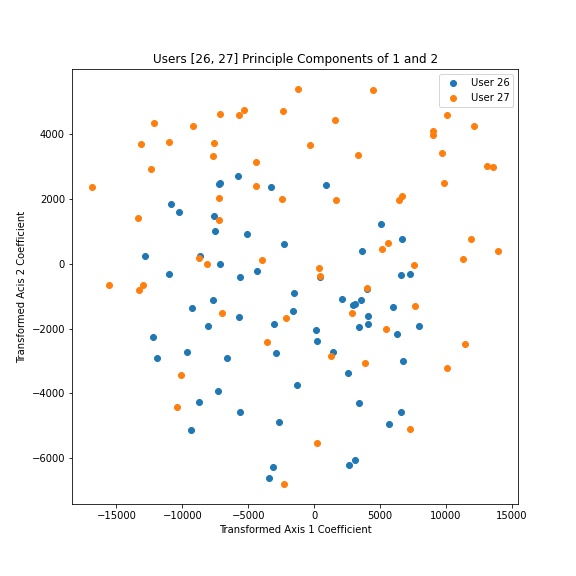 Users [26, 27] Principle Components of 1 and 2
User 26
User 27
Transformed Acis 2 Coefficient
4000
2000
0
−2000
−4000
−6000
−15000 −10000 −5000 0 5000 10000 15000
Transformed Axis 1 Coefficient